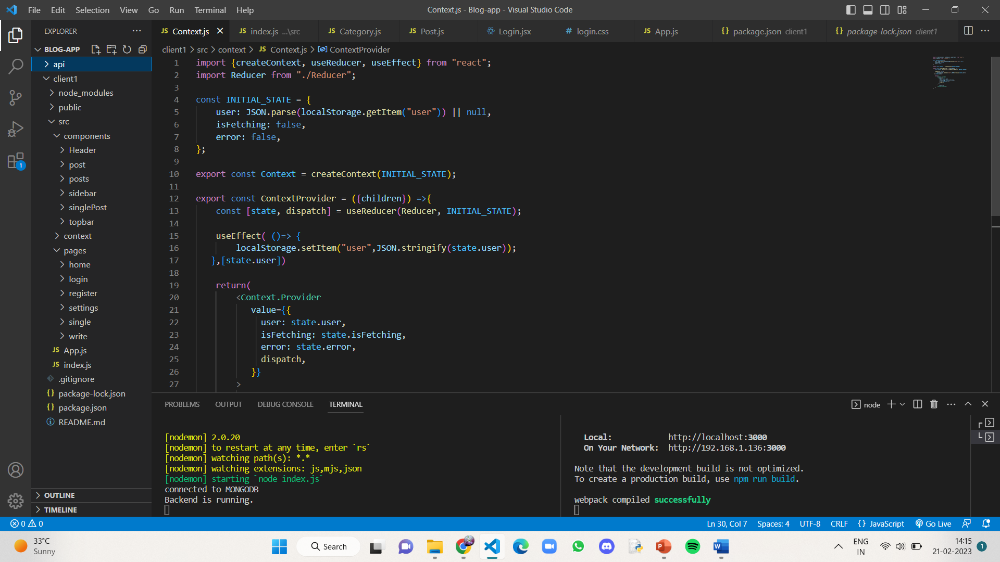 File Edit Selection View Go Run Terminal Help
Context.js - Blog-app - Visual Studio Code
EXPLORER
BLOG-APP
api
client1
node_modules
public
src
components
Header
post
posts
sidebar
singlePost
topbar
context
pages
home
login
register
settings
single
write
JS App.js
JS index.js
.gitignore
{} package-lock.json
{} package.json
README.md
OUTLINE
TIMELINE
1
JS Context.js
JS index.js ...\src
JS Category.js
JS Post.js
Login.jsx
# login.css
JS App.js
{} package.json client1
{} package-lock.json client1
client1 > src > context > JS Context.js > ContextProvider
1 import {createContext, useReducer, useEffect} from "react";
2 import Reducer from "./Reducer";
3
4 const INITIAL_STATE = {
5 user: JSON.parse(localStorage.getItem("user")) || null,
6 isFetching: false,
7 error: false,
8 };
9
10 export const Context = createContext(INITIAL_STATE);
11
12 export const ContextProvider = ({children}) =>{
13 const [state, dispatch] = useReducer(Reducer, INITIAL_STATE);
14
15 useEffect( ()=> {
16 localStorage.setItem("user",JSON.stringify(state.user));
17 },[state.user])
18
19 return(
20 <Context.Provider
21 value={{
22 user: state.user,
23 isFetching: state.isFetching,
24 error: state.error,
25 dispatch,
26 }}
27 >
PROBLEMS OUTPUT DEBUG CONSOLE TERMINAL
node
[nodemon] 2.0.20
[nodemon] to restart at any time, enter `rs`
[nodemon] watching path(s): *.*
[nodemon] watching extensions: js,mjs,json
[nodemon] starting `node index.js`
connected to MONGODB
Backend is running.
Local: http://localhost:3000
On Your Network: http://192.168.1.136:3000
Note that the development build is not optimized.
To create a production build, use npm run build.
webpack compiled successfully
0 0
Ln 30, Col 7 Spaces: 4 UTF-8 CRLF {} JavaScript Go Live
33°C
Sunny
Search
ENG
IN
14:15
21-02-2023
1